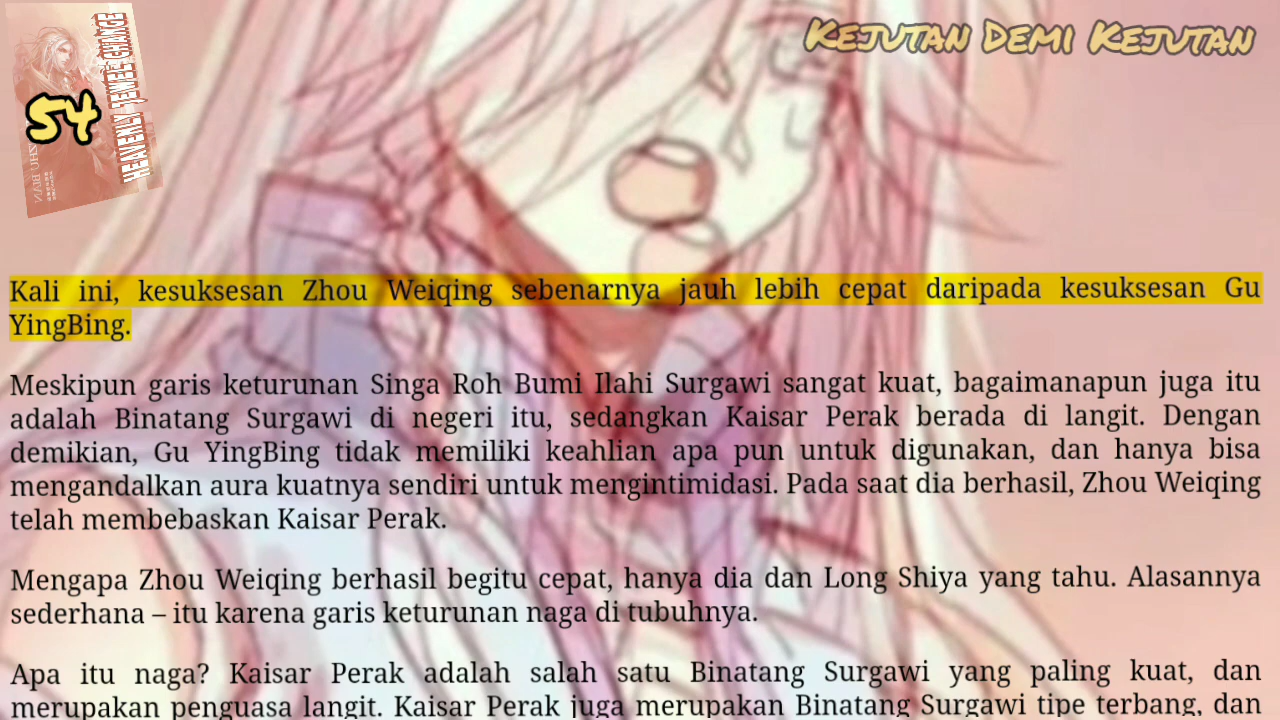 Kejutan Demi Kejutan
54
HEAVENLY JEWEL CHANGE
Kali ini, kesuksesan Zhou Weiqing sebenarnya jauh lebih cepat daripada kesuksesan Gu
YingBing.
Meskipun garis keturunan Singa Roh Bumi Ilahi Surgawi sangat kuat, bagaimanapun juga itu
adalah Binatang Surgawi di negeri itu, sedangkan Kaisar Perak berada di langit. Dengan
demikian, Gu YingBing tidak memiliki keahlian apa pun untuk digunakan, dan hanya bisa
mengandalkan aura kuatnya sendiri untuk mengintimidasi. Pada saat dia berhasil, Zhou Weiqing
telah membebaskan Kaisar Perak.
Mengapa Zhou Weiqing berhasil begitu cepat, hanya dia dan Long Shiya yang tahu. Alasannya
sederhana – itu karena garis keturunan naga di tubuhnya.
Apa itu naga? Kaisar Perak adalah salah satu Binatang Surgawi yang paling kuat, dan
merupakan penguasa langit. Kaisar Perak juga merupakan Binatang Surgawi tipe terbang, dan